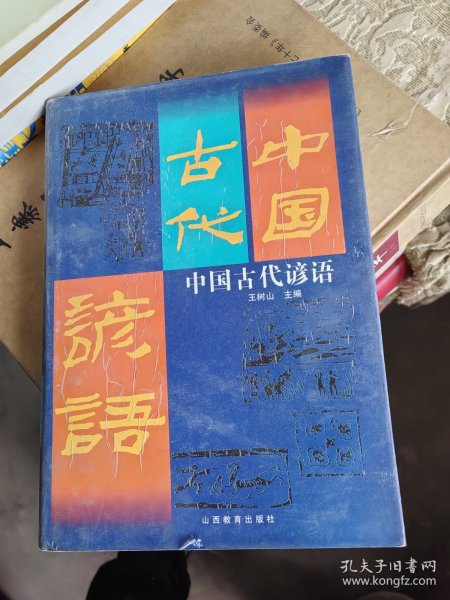 中国
古代
諺語
中国古代谚语
王树山 主编
山西教育出版社
孔夫子旧书网
www.kongfz.com